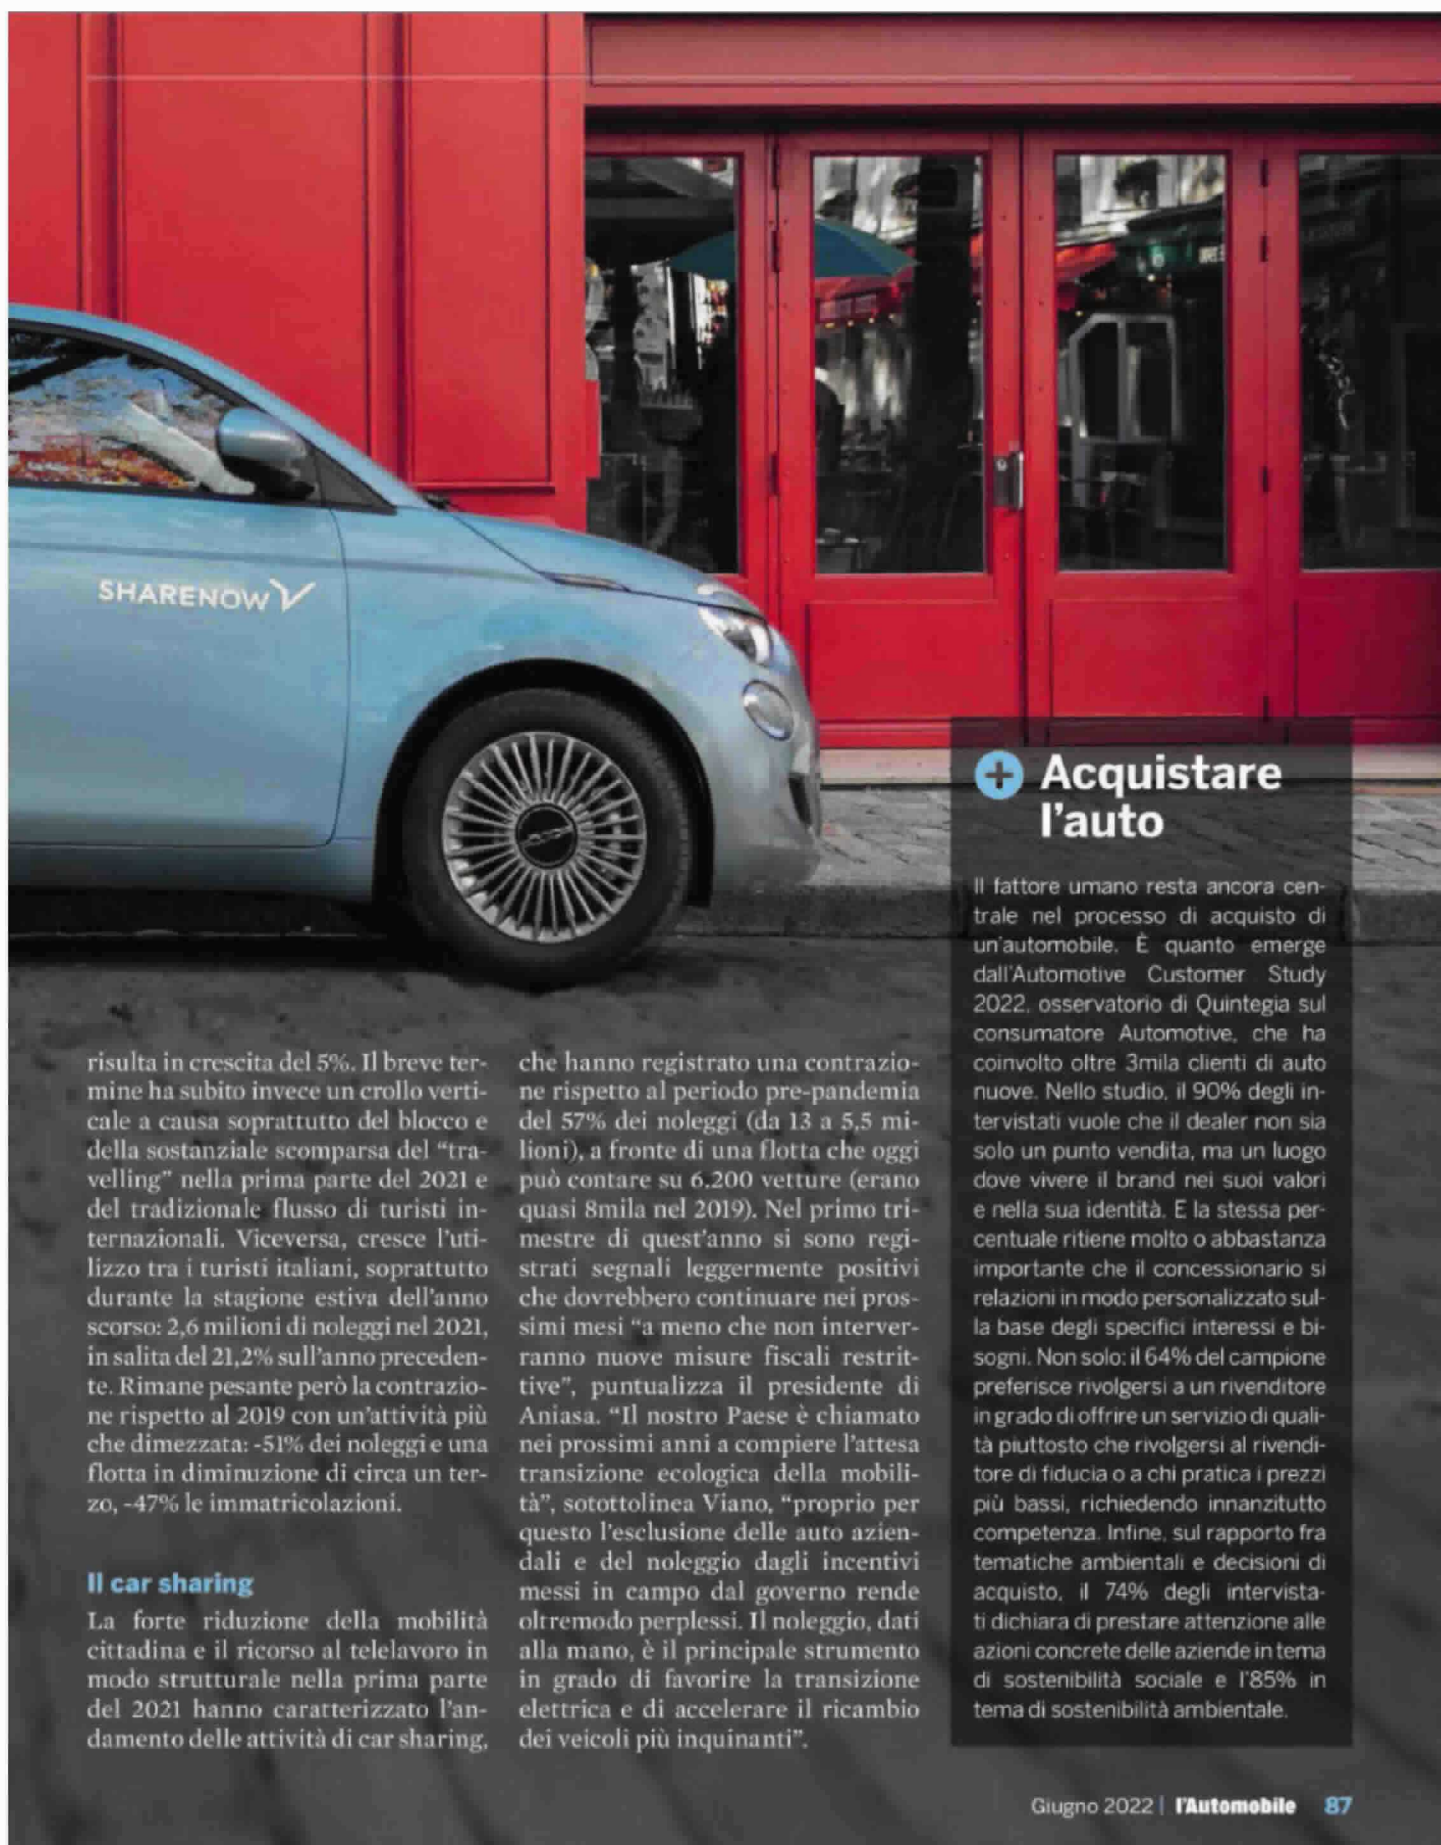 SHARENOW
risulta in crescita del 5%. Il breve ter-
mine ha subito invece un crollo verti-
cale a causa soprattutto del blocco e
della sostanziale scomparsa del “tra-
velling” nella prima parte del 2021 e
del tradizionale flusso di turisti in-
ternazionali. Viceversa, cresce l’uti-
lizzo tra i turisti italiani, soprattutto
durante la stagione estiva dell’anno
scorso: 2,6 milioni di noleggi nel 2021,
in salita del 21,2% sull’anno preceden-
te. Rimane pesante però la contrazio-
ne rispetto al 2019 con un’attività più
che dimezzata: -51% dei noleggi e una
flotta in diminuzione di circa un ter-
zo, -47% le immatricolazioni.
Il car sharing
La forte riduzione della mobilità
cittadina e il ricorso al telelavoro in
modo strutturale nella prima parte
del 2021 hanno caratterizzato l’an-
damento delle attività di car sharing,
che hanno registrato una contrazio-
ne rispetto al periodo pre-pandemia
del 57% dei noleggi (da 13 a 5,5 mi-
lioni), a fronte di una flotta che oggi
può contare su 6.200 vetture (erano
quasi 8mila nel 2019). Nel primo tri-
mestre di quest’anno si sono regi-
strati segnali leggermente positivi
che dovrebbero continuare nei pros-
simi mesi “a meno che non interver-
ranno nuove misure fiscali restrit-
tive”, puntualizza il presidente di
Aniasa. “Il nostro Paese è chiamato
nei prossimi anni a compiere l’attesa
transizione ecologica della mobili-
tà”, sotottolinea Viano, “proprio per
questo l’esclusione delle auto azien-
dali e del noleggio dagli incentivi
messi in campo dal governo rende
oltremodo perplessi. Il noleggio, dati
alla mano, è il principale strumento
in grado di favorire la transizione
elettrica e di accelerare il ricambio
dei veicoli più inquinanti”.
+ Acquistare
l’auto
Il fattore umano resta ancora cen-
trale nel processo di acquisto di
un’automobile. È quanto emerge
dall’Automotive Customer Study
2022, osservatorio di Quintegia sul
consumatore Automotive, che ha
coinvolto oltre 3mila clienti di auto
nuove. Nello studio, il 90% degli in-
tervistati vuole che il dealer non sia
solo un punto vendita, ma un luogo
dove vivere il brand nei suoi valori
e nella sua identità. E la stessa per-
centuale ritiene molto o abbastanza
importante che il concessionario si
relazioni in modo personalizzato sul-
la base degli specifici interessi e bi-
sogni. Non solo: il 64% del campione
preferisce rivolgersi a un rivenditore
in grado di offrire un servizio di quali-
tà piuttosto che rivolgersi al rivendi-
tore di fiducia o a chi pratica i prezzi
più bassi, richiedendo innanzitutto
competenza. Infine, sul rapporto fra
tematiche ambientali e decisioni di
acquisto, il 74% degli intervista-
ti dichiara di prestare attenzione alle
azioni concrete delle aziende in tema
di sostenibilità sociale e l’85% in
tema di sostenibilità ambientale.
Giugno 2022 | l’Automobile 87